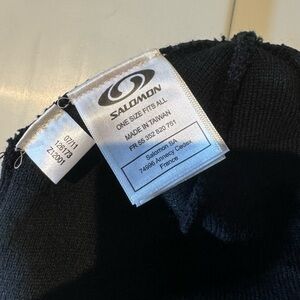 SALOMON
ONE SIZE FITS ALL
MADE IN TAIWAN
FR 55 352 820 751
Salomon SA
74996 Annecy Cedex
France
07/11
128173
Z12001